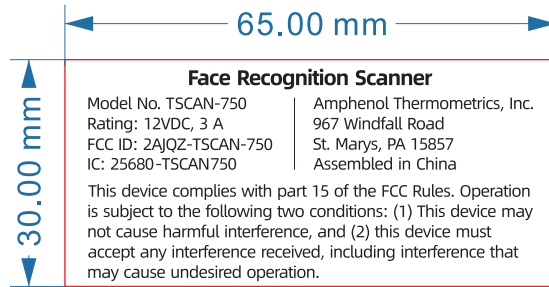 65.00 mm
30.00 mm
Face Recognition Scanner
Model No. TSCAN-750
Rating: 12VDC, 3 A
FCC ID: 2AJQZ-TSCAN-750
IC: 25680-TSCAN750
Amphenol Thermometrics, Inc.
967 Windfall Road
St. Marys, PA 15857
Assembled in China
This device complies with part 15 of the FCC Rules. Operation
is subject to the following two conditions: (1) This device may
not cause harmful interference, and (2) this device must
accept any interference received, including interference that
may cause undesired operation.